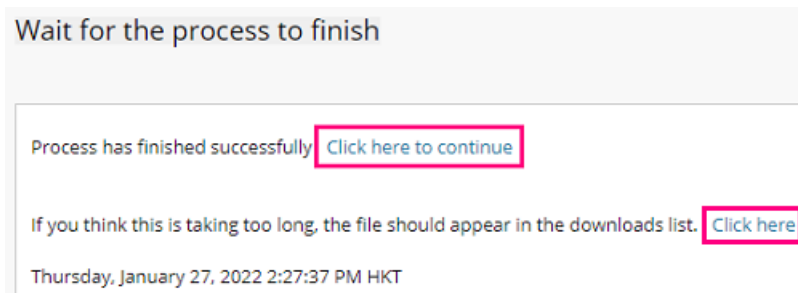 Wait for the process to finish
Process has finished successfully Click here to continue
If you think this is taking too long, the file should appear in the downloads list. Click here
Thursday, January 27, 2022 2:27:37 PM HKT